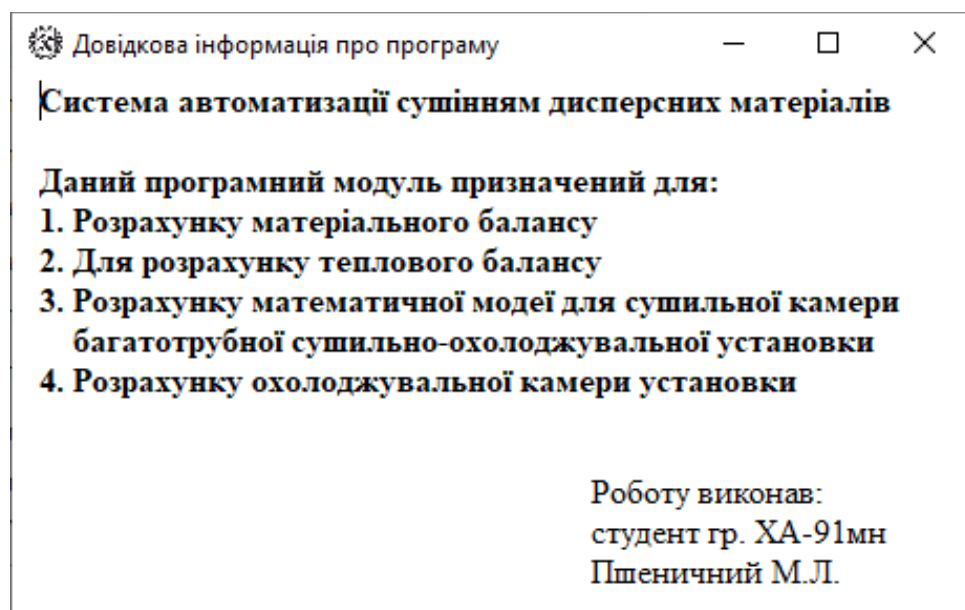 Довідкова інформація про програму
Система автоматизації сушінням дисперсних матеріалів
Даний програмний модуль призначений для:
1. Розрахунку матеріального балансу
2. Для розрахунку теплового балансу
3. Розрахунку математичної модеї для сушильної камери
багатотрубної сушильно-охолоджувальної установки
4. Розрахунку охолоджувальної камери установки
Роботу виконав:
студент гр. ХА-91мн
Пшеничний М.Л.